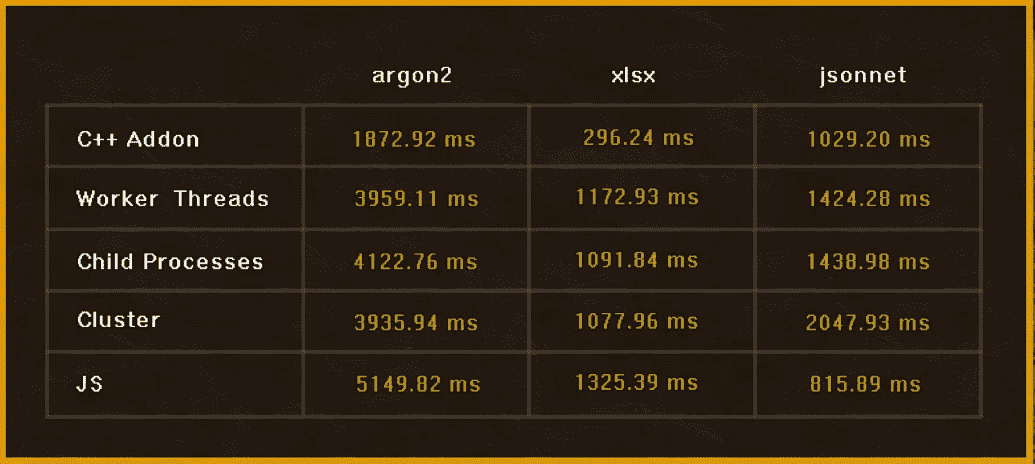 argon2 xlsx jsonnet
C++ Addon 1872.92 ms 296.24 ms 1029.20 ms
Worker Threads 3959.11 ms 1172.93 ms 1424.28 ms
Child Processes 4122.76 ms 1091.84 ms 1438.98 ms
Cluster 3935.94 ms 1077.96 ms 2047.93 ms
JS 5149.82 ms 1325.39 ms 815.89 ms